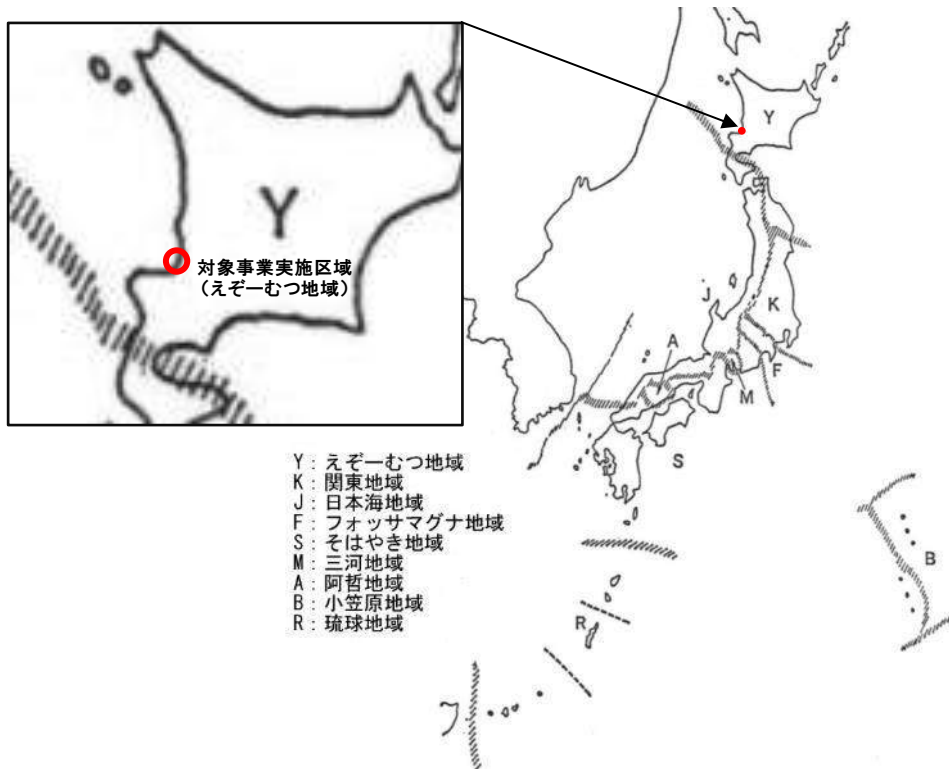 Y
対象事業実施区域
(えぞーむつ地域)
Y
J
K
A
F
M
S
B
R
Y：えぞーむつ地域
K：関東地域
J：日本海地域
F：フォッサマグナ地域
S：そはやき地域
M：三河地域
A：阿哲地域
B：小笠原地域
R：琉球地域